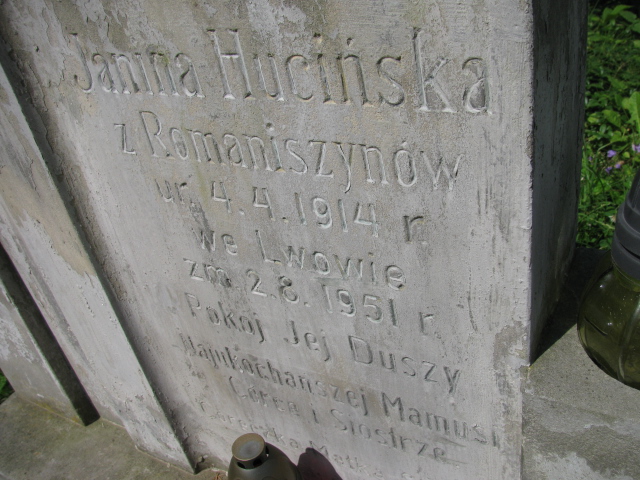 Janina Hucińska
z Romaniszynów
ur. 4.4.1914 r.
we Lwowie
zm. 2.8.1951 r.
Pokój Jej Duszy
Najukochańszej Mamusi
Córce i Siostrze